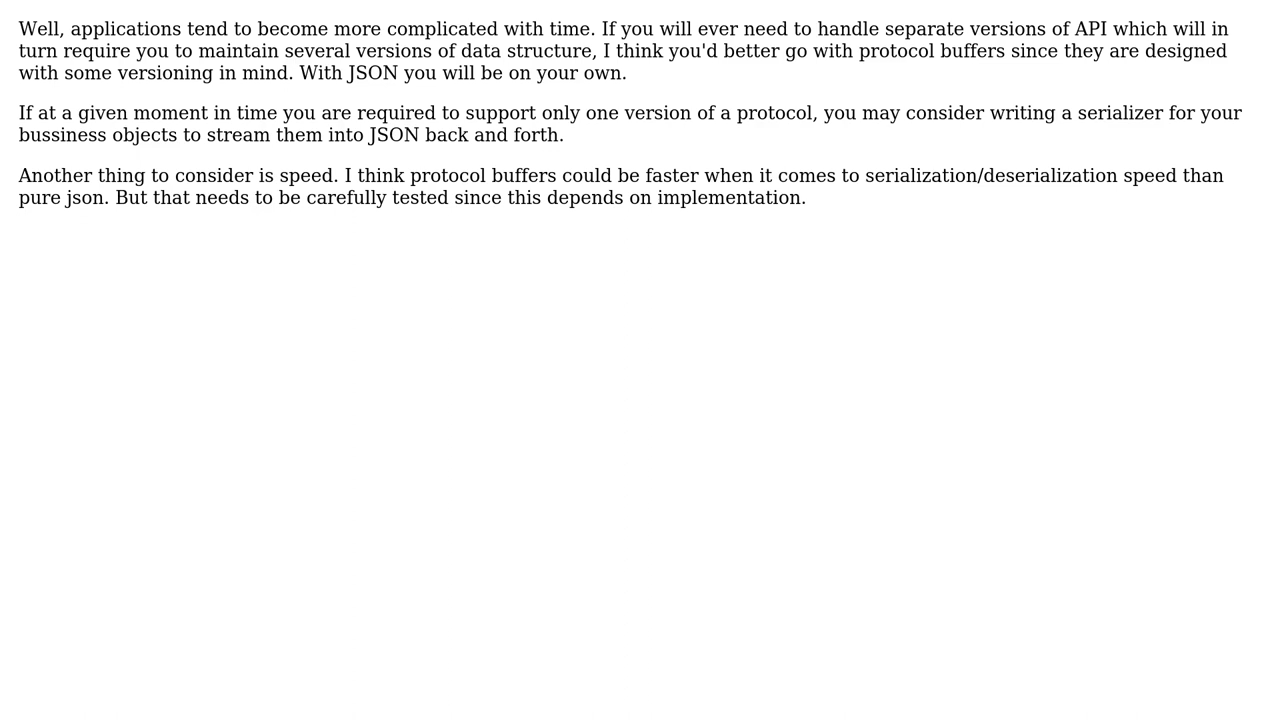 Well, applications tend to become more complicated with time. If you will ever need to handle separate versions of API which will in
turn require you to maintain several versions of data structure, I think you'd better go with protocol buffers since they are designed
with some versioning in mind. With JSON you will be on your own.
If at a given moment in time you are required to support only one version of a protocol, you may consider writing a serializer for your
bussiness objects to stream them into JSON back and forth.
Another thing to consider is speed. I think protocol buffers could be faster when it comes to serialization/deserialization speed than
pure json. But that needs to be carefully tested since this depends on implementation.